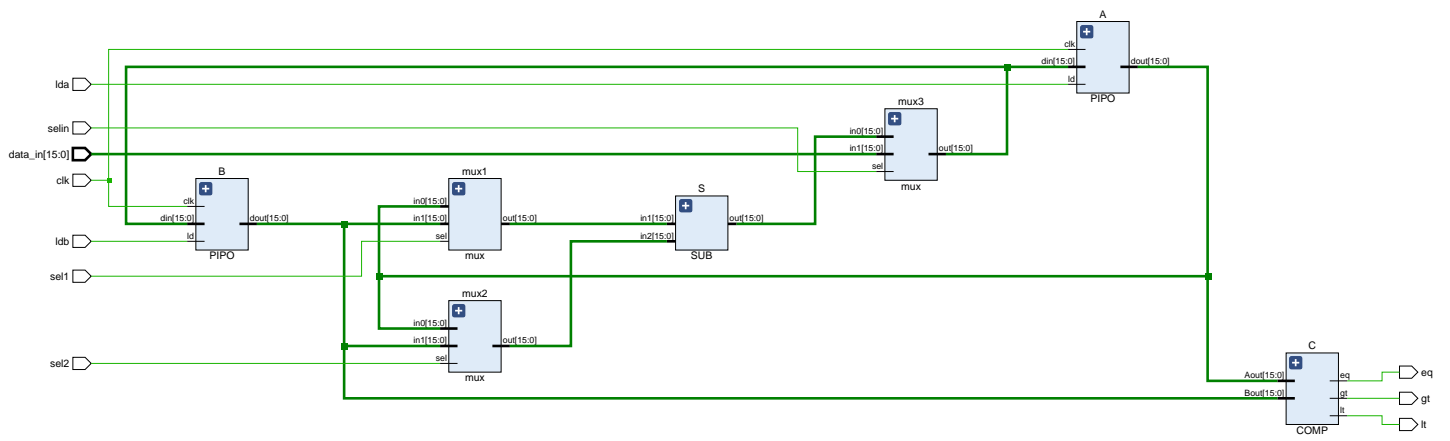 A
clk
din[15:0]
ld
dout[15:0]
PIPO
lda
selin
data_in[15:0]
clk
ldb
sel1
sel2
mux3
in0[15:0]
in1[15:0]
sel
out[15:0]
mux
B
clk
din[15:0]
ld
dout[15:0]
PIPO
mux1
in0[15:0]
in1[15:0]
sel
out[15:0]
mux
S
in1[15:0]
in2[15:0]
out[15:0]
SUB
mux2
in0[15:0]
in1[15:0]
sel
out[15:0]
mux
C
Aout[15:0]
Bout[15:0]
eq
gt
lt
COMP
eq
gt
lt